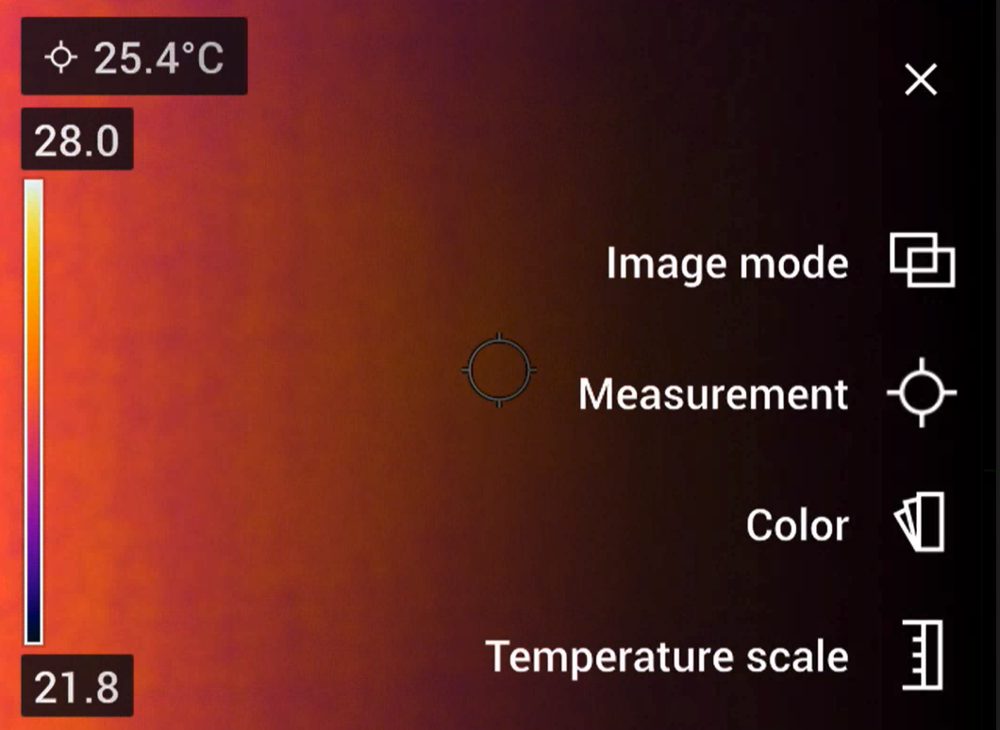 25.4°C
28.0
Image mode
Measurement
Color
Temperature scale
21.8